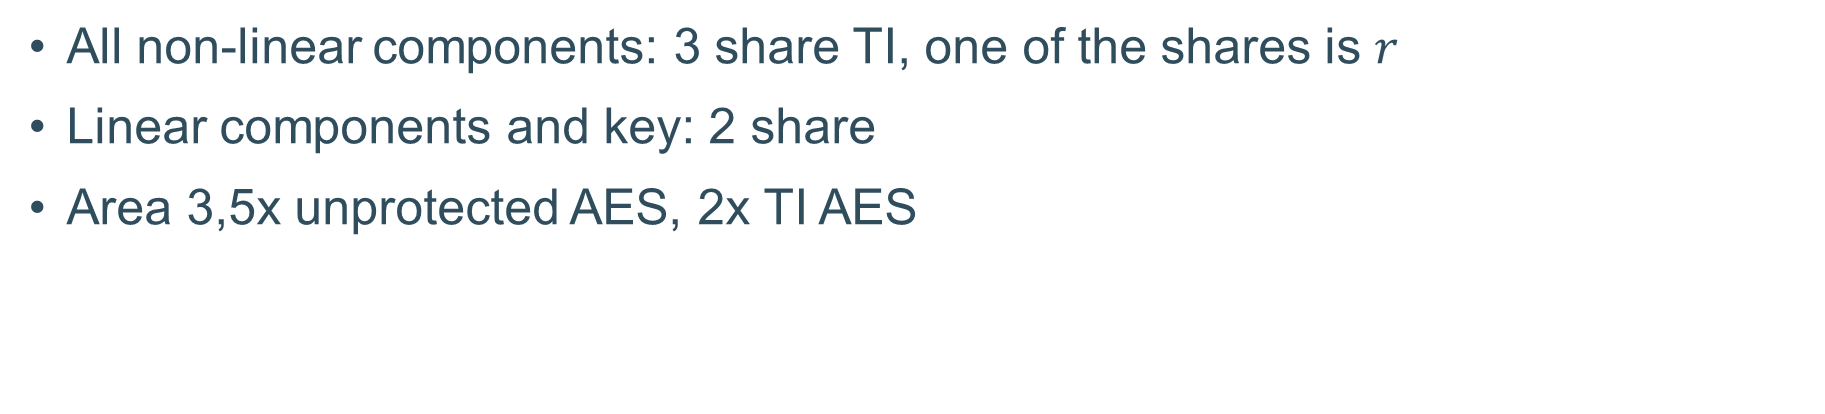 • All non-linear components: 3 share TI, one of the shares is r
• Linear components and key: 2 share
• Area 3,5x unprotected AES, 2x TI AES